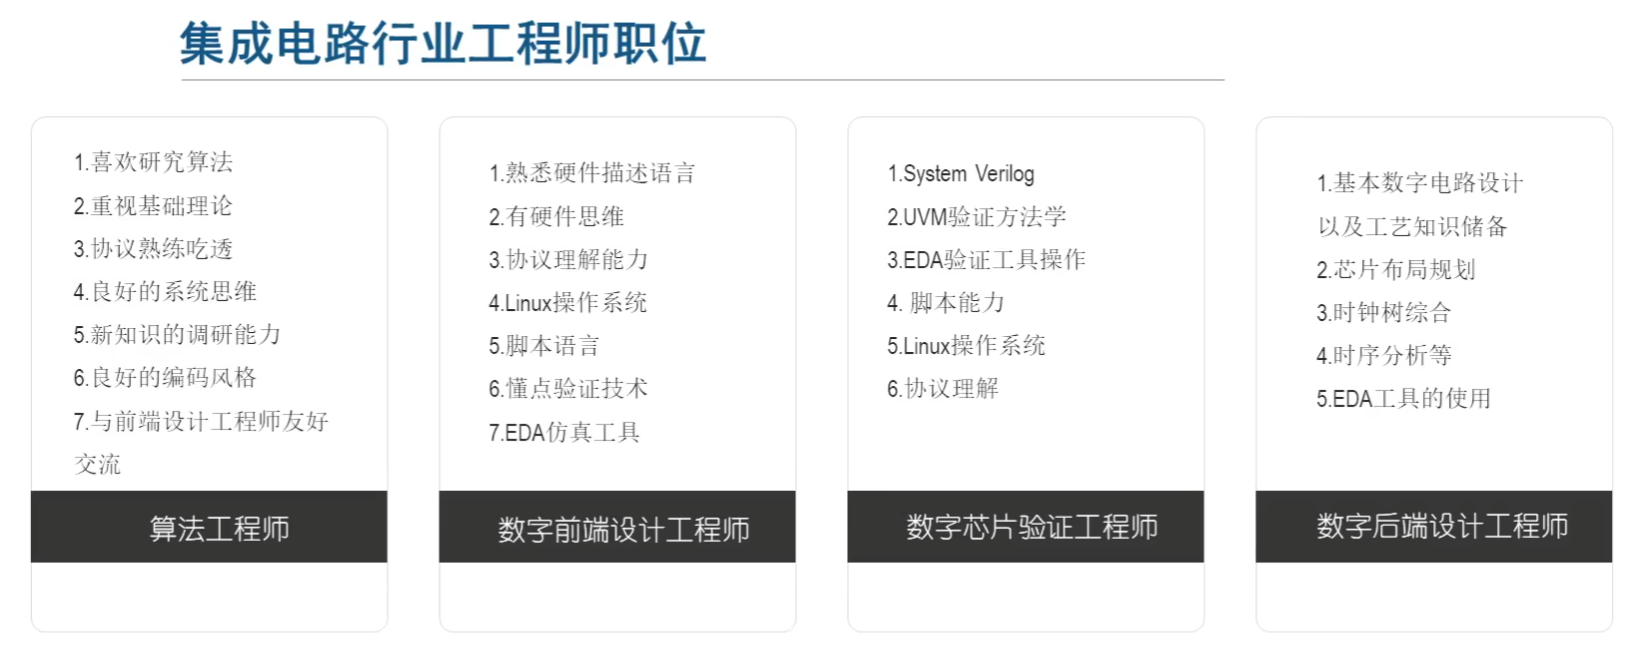 集成电路行业工程师职位
1.喜欢研究算法
2.重视基础理论
3.协议熟练吃透
4.良好的系统思维
5.新知识的调研能力
6.良好的编码风格
7.与前端设计工程师友好
交流
算法工程师
1.熟悉硬件描述语言
2.有硬件思维
3.协议理解能力
4.Linux操作系统
5.脚本语言
6.懂点验证技术
7.EDA仿真工具
数字前端设计工程师
1.System Verilog
2.UVM验证方法学
3.EDA验证工具操作
4. 脚本能力
5.Linux操作系统
6.协议理解
数字芯片验证工程师
1.基本数字电路设计
以及工艺知识储备
2.芯片布局规划
3.时钟树综合
4.时序分析等
5.EDA工具的使用
数字后端设计工程师